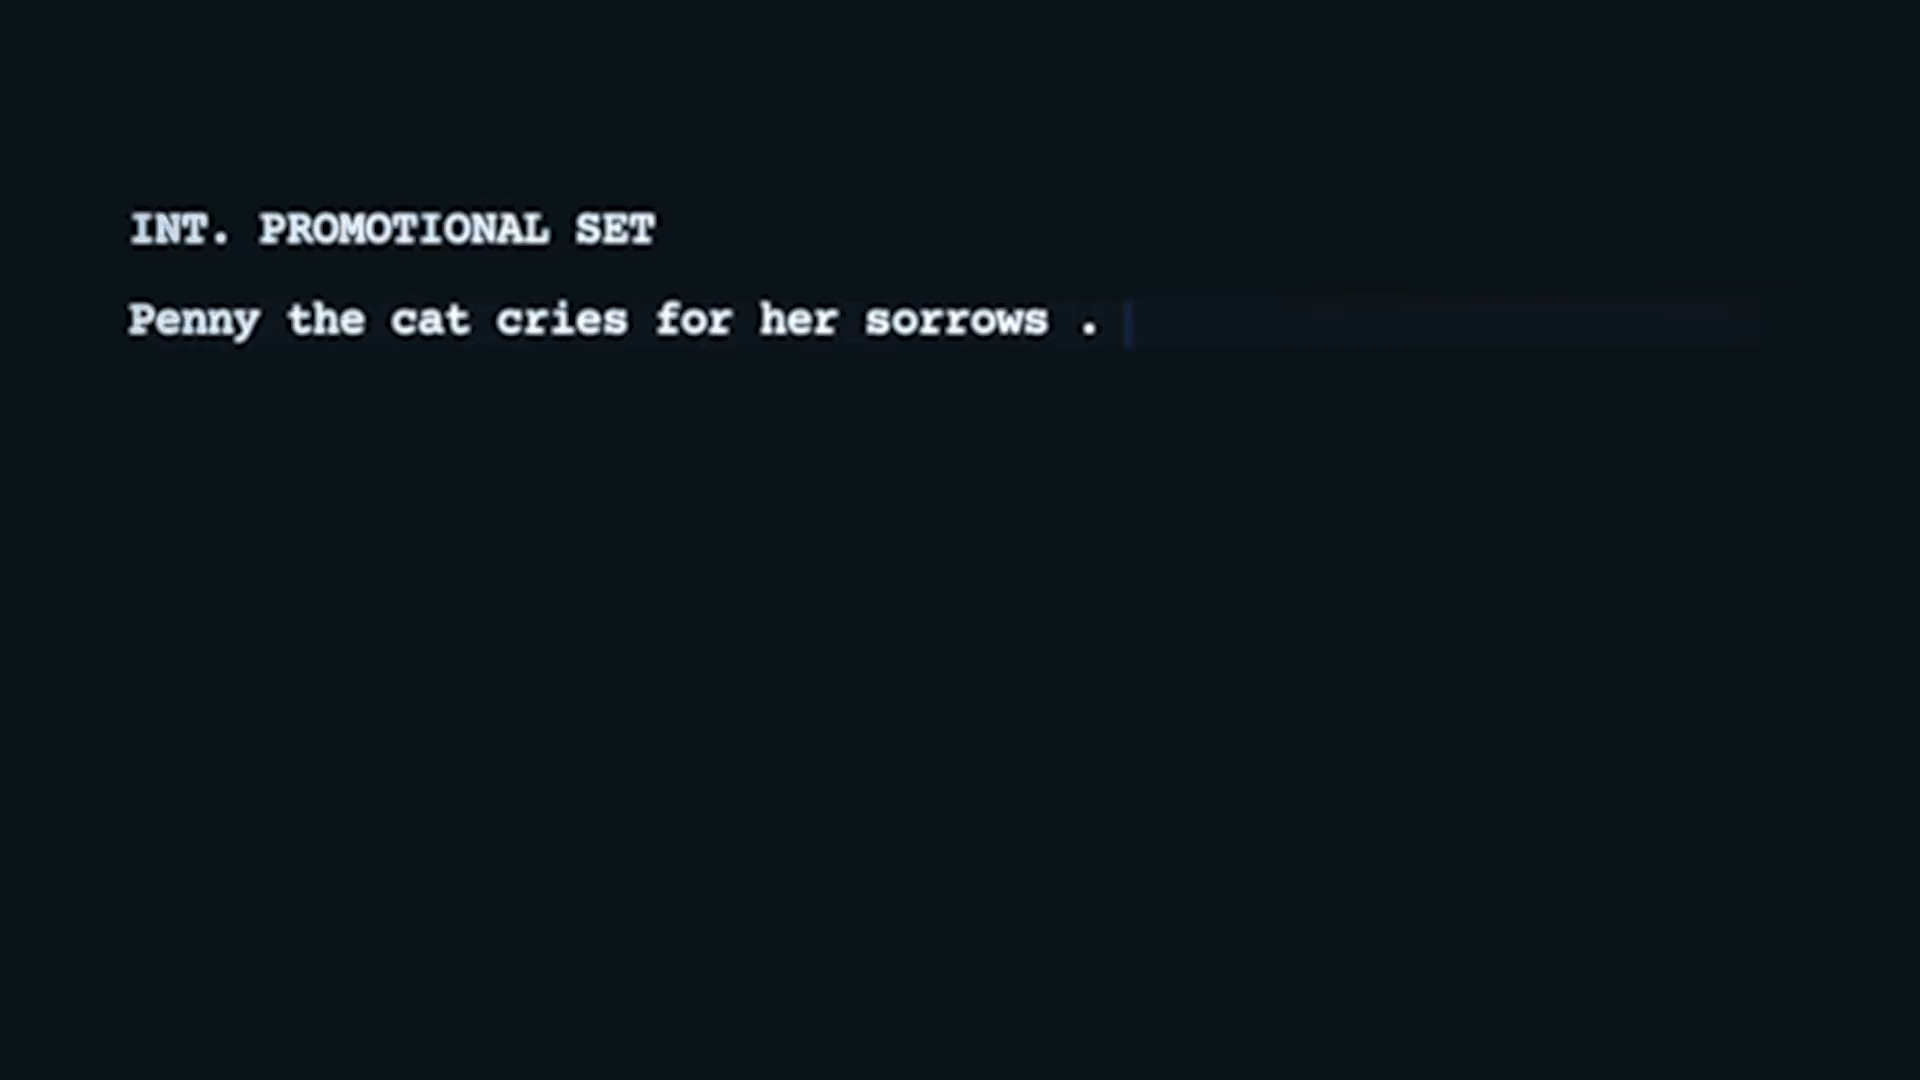 INT. PROMOTIONAL SET
Penny the cat cries for her sorrows .